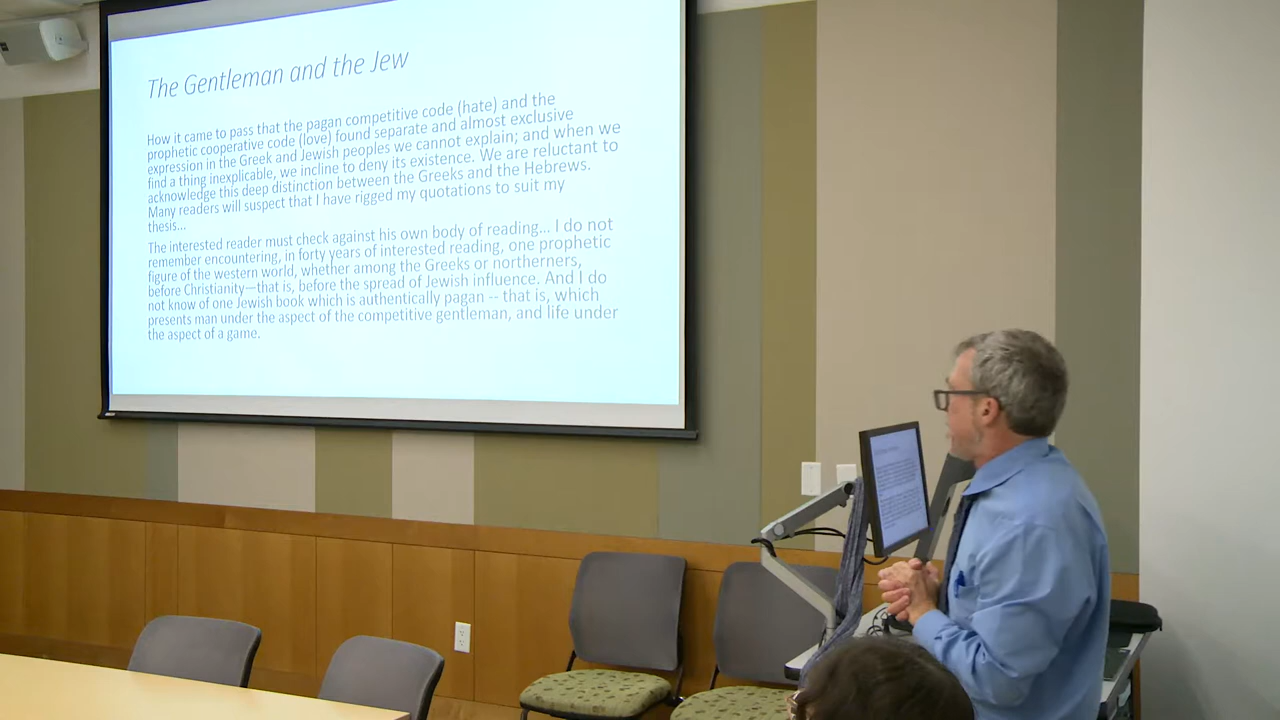 The Gentleman and the Jew
How it came to pass that the pagan competitive code (hate) and the
prophetic cooperative code (love) found separate and almost exclusive
expression in the Greek and Jewish peoples we cannot explain; and when we
find a thing inexplicable, we incline to deny its existence. We are reluctant to
acknowledge this deep distinction between the Greeks and the Hebrews.
Many readers will suspect that I have rigged my quotations to suit my
thesis...
The interested reader must check against his own body of reading... I do not
remember encountering, in forty years of interested reading, one prophetic
figure of the western world, whether among the Greeks or northerners,
before Christianity—that is, before the spread of Jewish influence. And I do
not know of one Jewish book which is authentically pagan -- that is, which
presents man under the aspect of the competitive gentleman, and life under
the aspect of a game.